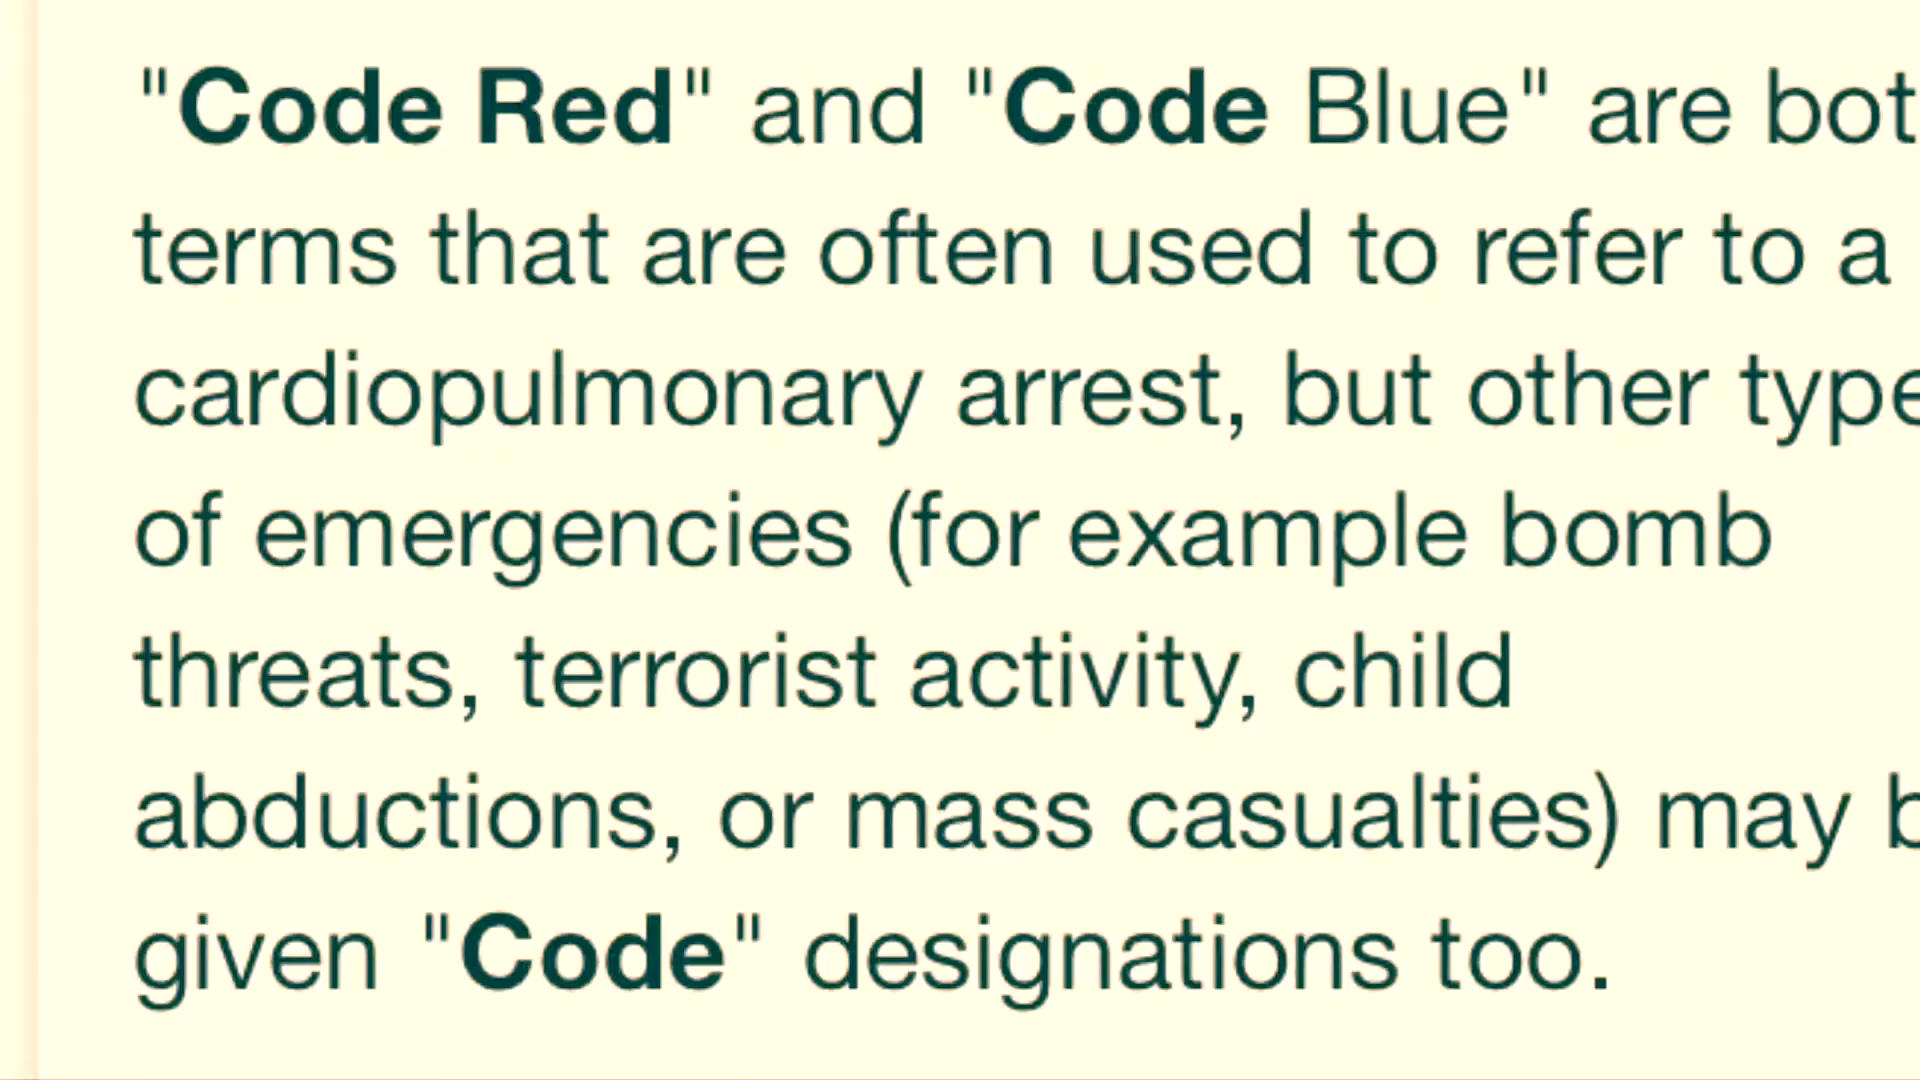 "Code Red" and "Code Blue" are bot
terms that are often used to refer to a
cardiopulmonary arrest, but other type
of emergencies (for example bomb
threats, terrorist activity, child
abductions, or mass casualties) may b
given "Code" designations too.